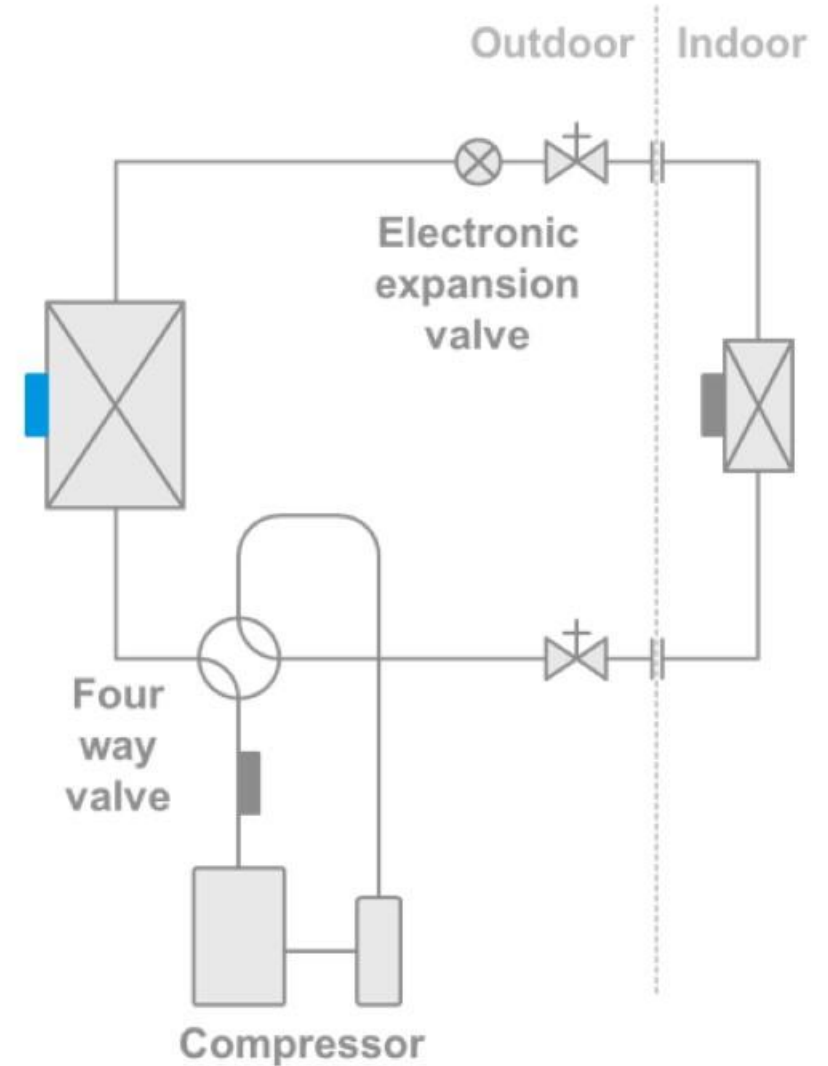 Outdoor
Indoor
Electronic
expansion
valve
Four
way
valve
Compressor